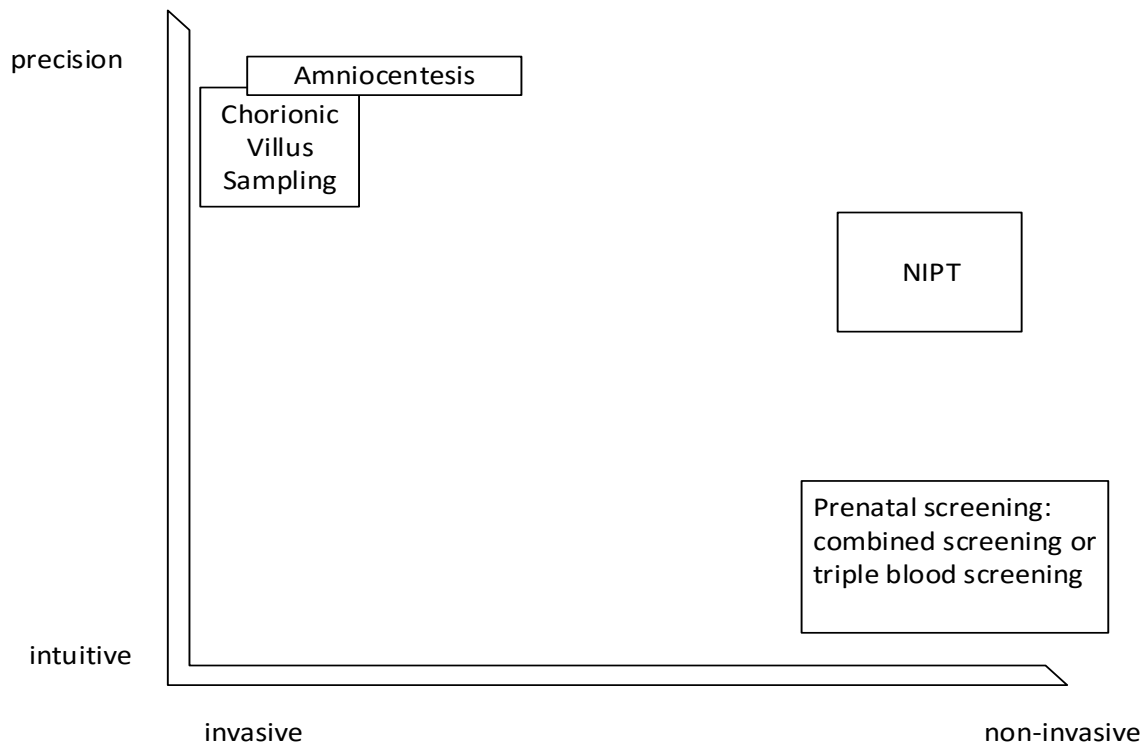 precision
Amniocentesis
Chorionic
Villus
Sampling
NIPT
Prenatal screening:
combined screening or
triple blood screening
intuitive
invasive
non-invasive